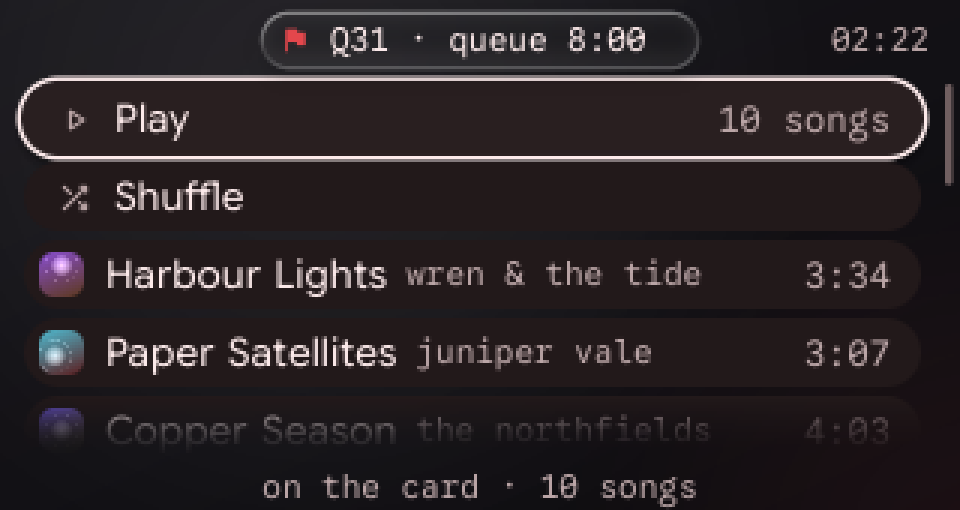 Q31 · queue 8:00 02:22
Play 10 songs
Shuffle
Harbour Lights wren & the tide 3:34
Paper Satellites juniper vale 3:07
Copper Season the northfields 4:03
on the card · 10 songs